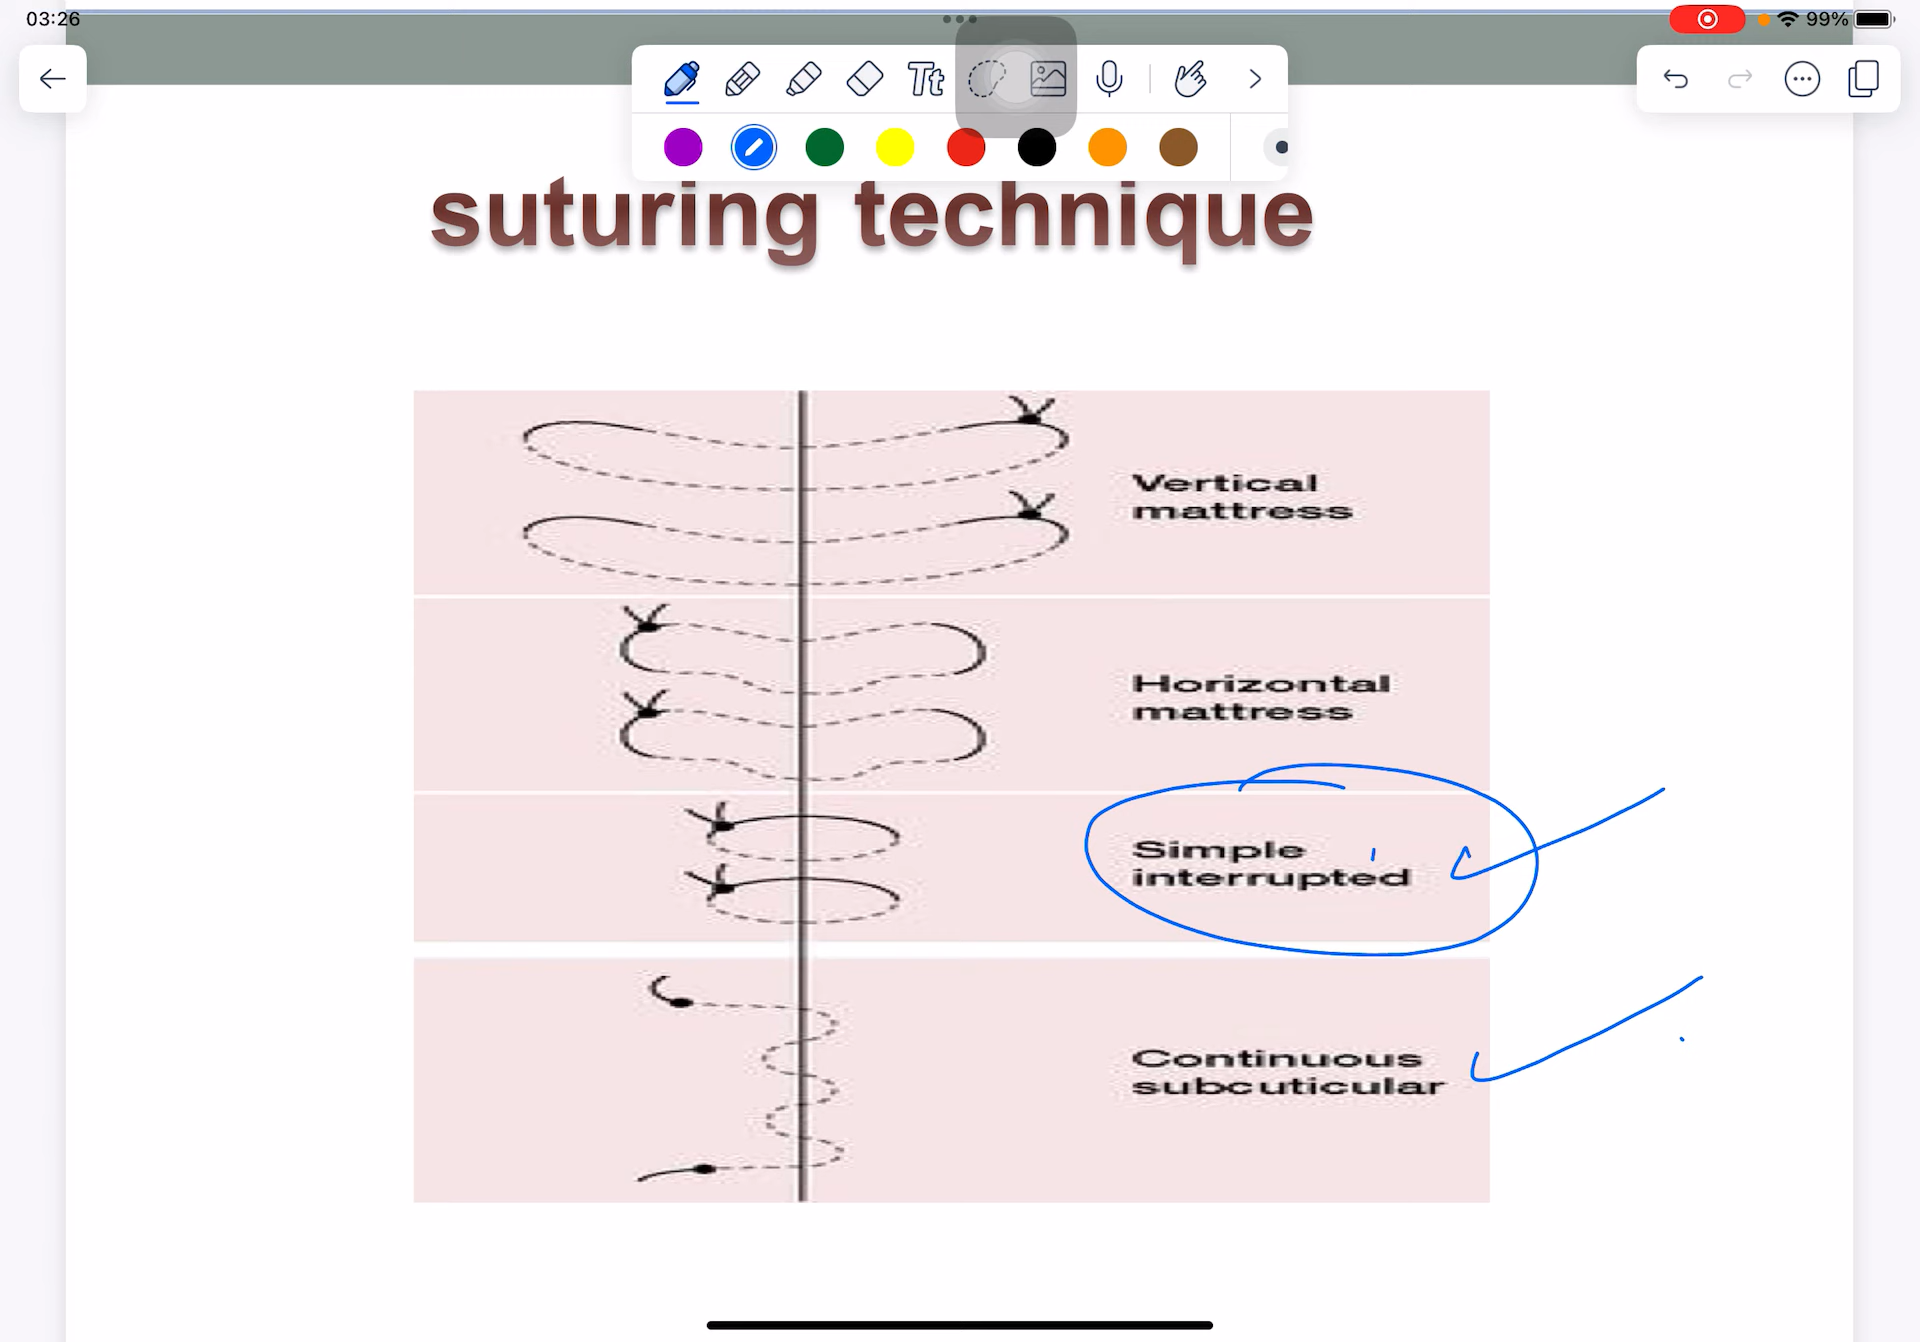 03:26
99%
Tt
suturing technique
Vertical
mattress
Horizontal
mattress
Simple
interrupted
Continuous
subcuticular